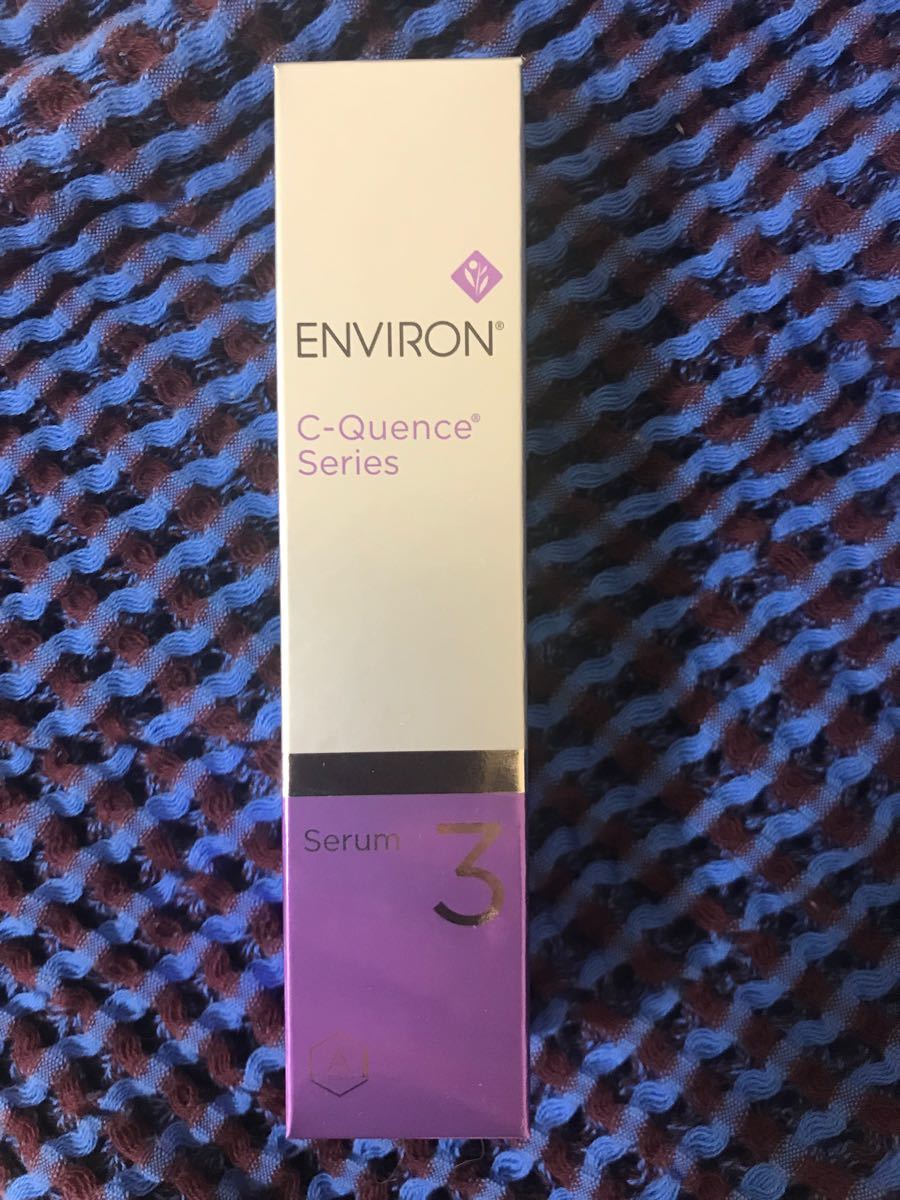 ENVIRON®
C-Quence®
Series
Serum 3
A